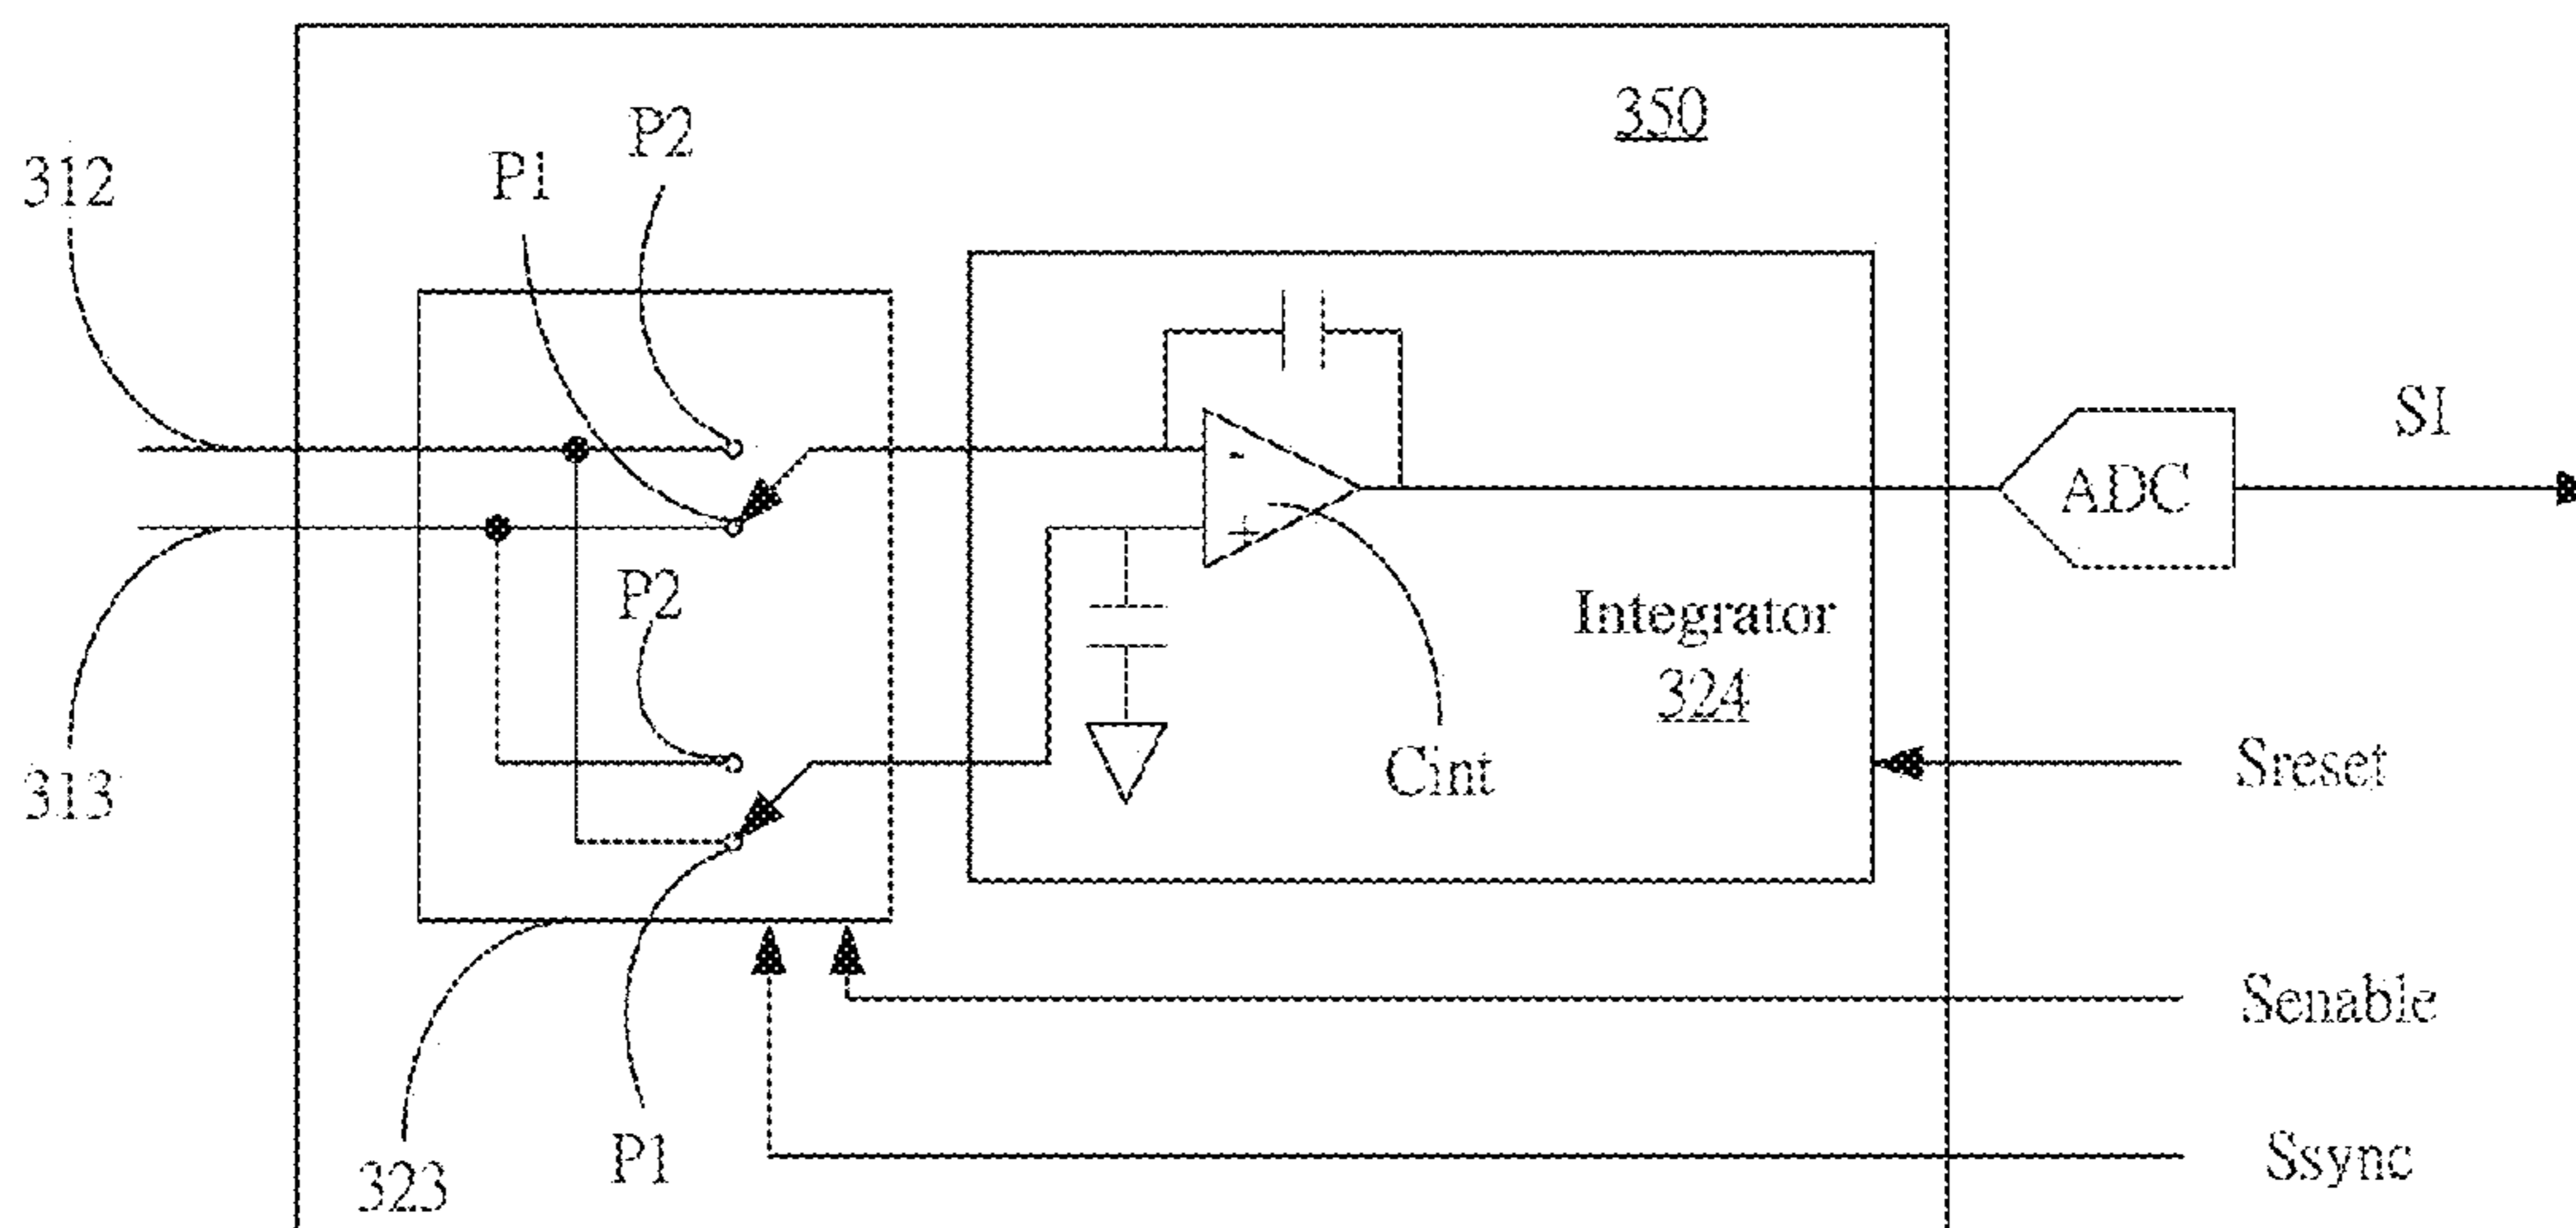 350
P2
312
P1
SI
-
ADC
+
P2
Integrator
324
313
Cint
Sreset
Senable
P1
Ssync
323